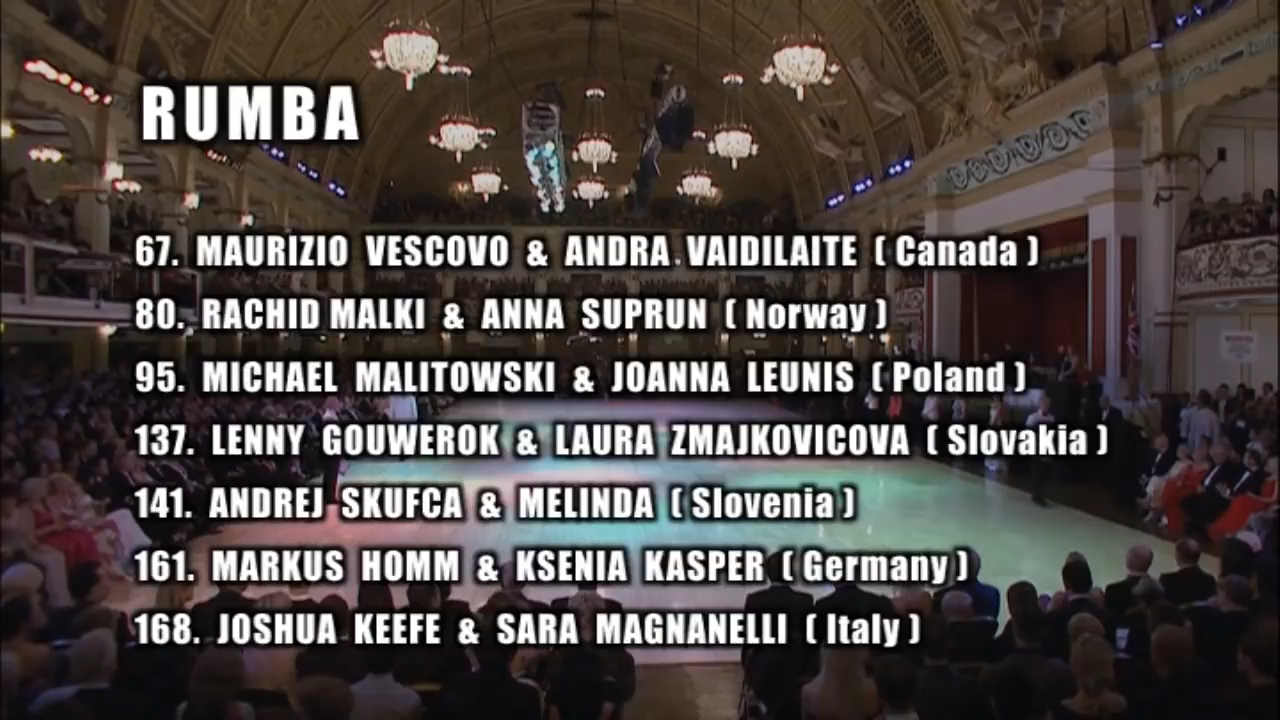 RUMBA
67. MAURIZIO VESCOVO & ANDRA VAIDILAITE ( Canada )
80. RACHID MALKI & ANNA SUPRUN ( Norway )
95. MICHAEL MALITOWSKI & JOANNA LEUNIS ( Poland )
137. LENNY GOUWEROK & LAURA ZMAJKOVICOVA ( Slovakia )
141. ANDREJ SKUFCA & MELINDA ( Slovenia )
161. MARKUS HOMM & KSENIA KASPER ( Germany )
168. JOSHUA KEEFE & SARA MAGNANELLI ( Italy )